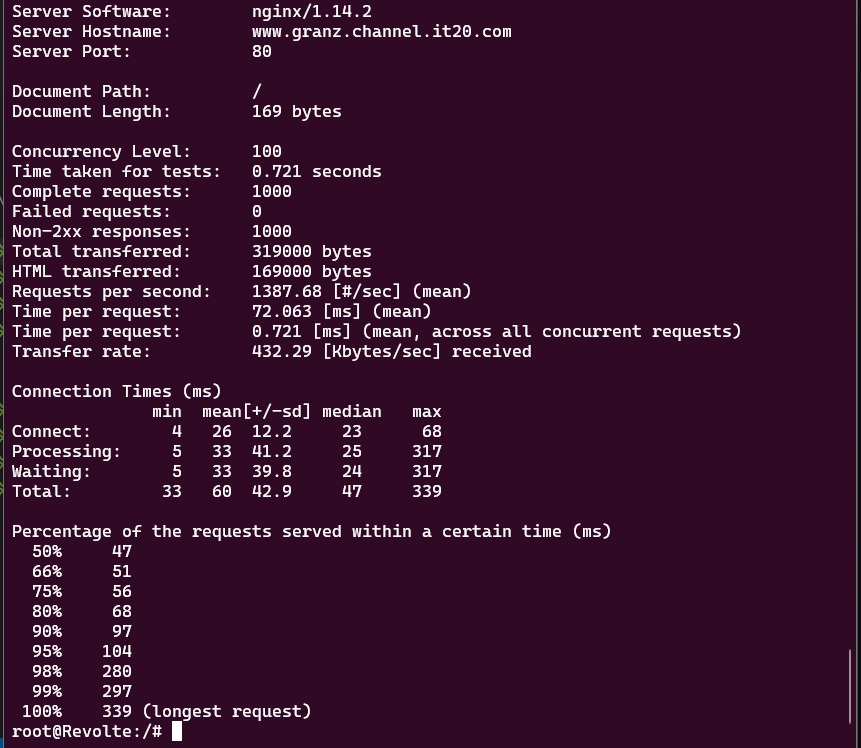 Server Software:        nginx/1.14.2
Server Hostname:        www.granz.channel.it20.com
Server Port:            80
Document Path:          /
Document Length:        169 bytes
Concurrency Level:      100
Time taken for tests:   0.721 seconds
Complete requests:      1000
Failed requests:        0
Non-2xx responses:      1000
Total transferred:      319000 bytes
HTML transferred:       169000 bytes
Requests per second:    1387.68 [#/sec] (mean)
Time per request:       72.063 [ms] (mean)
Time per request:       0.721 [ms] (mean, across all concurrent requests)
Transfer rate:          432.29 [Kbytes/sec] received
Connection Times (ms)
              min  mean[+/-sd] median   max
Connect:        4   26  12.2     23      68
Processing:     5   33  41.2     25     317
Waiting:        5   33  39.8     24     317
Total:         33   60  42.9     47     339
Percentage of the requests served within a certain time (ms)
  50%     47
  66%     51
  75%     56
  80%     68
  90%     97
  95%    104
  98%    280
  99%    297
 100%    339 (longest request)
root@Revolte:/#